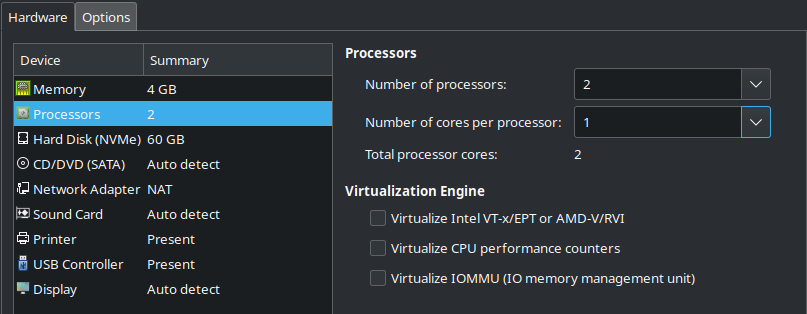 Hardware Options
Device Summary
Memory 4 GB
Processors 2
Hard Disk (NVMe) 60 GB
CD/DVD (SATA) Auto detect
Network Adapter NAT
Sound Card Auto detect
Printer Present
USB Controller Present
Display Auto detect
Processors
Number of processors: 2
Number of cores per processor: 1
Total processor cores: 2
Virtualization Engine
Virtualize Intel VT-x/EPT or AMD-V/RVI
Virtualize CPU performance counters
Virtualize IOMMU (IO memory management unit)